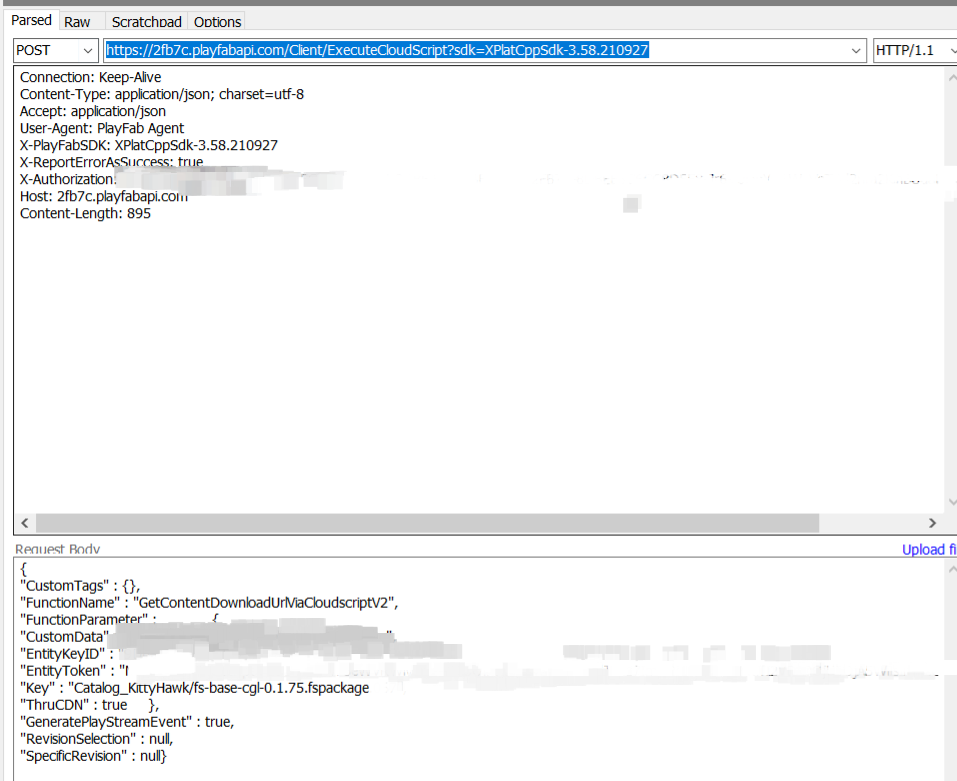 Parsed Raw Scratchpad Options
POST https://2fb7c.playfabapi.com/Client/ExecuteCloudScript?sdk=XPlatCppSdk-3.58.210927 HTTP/1.1
Connection: Keep-Alive
Content-Type: application/json; charset=utf-8
Accept: application/json
User-Agent: PlayFab Agent
X-PlayFabSDK: XPlatCppSdk-3.58.210927
X-ReportErrorAsSuccess: true
X-Authorization:
Host: 2fb7c.playfabapi.com
Content-Length: 895
Request Body Upload fi
{
"CustomTags" : {},
"FunctionName" : "GetContentDownloadUrlViaCloudscriptV2",
"FunctionParameter" : {
"CustomData" "
"EntityKeyID" :
"EntityToken" : "
"Key" : "Catalog_KittyHawk/fs-base-cgl-0.1.75.fspackage
"ThruCDN" : true },
"GeneratePlayStreamEvent" : true,
"RevisionSelection" : null,
"SpecificRevision" : null}